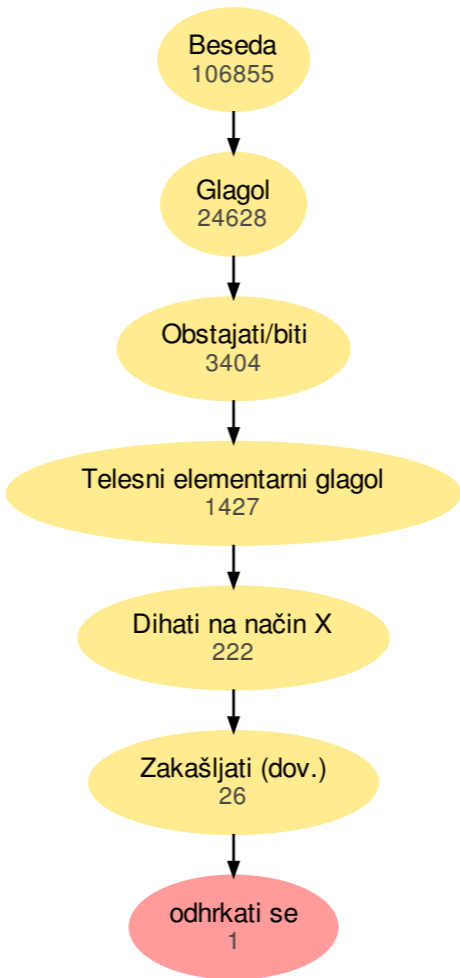 Beseda
106855
Glagol
24628
Obstajati/biti
3404
Telesni elementarni glagol
1427
Dihati na način X
222
Zakašljati (dov.)
26
odhrkati se
1